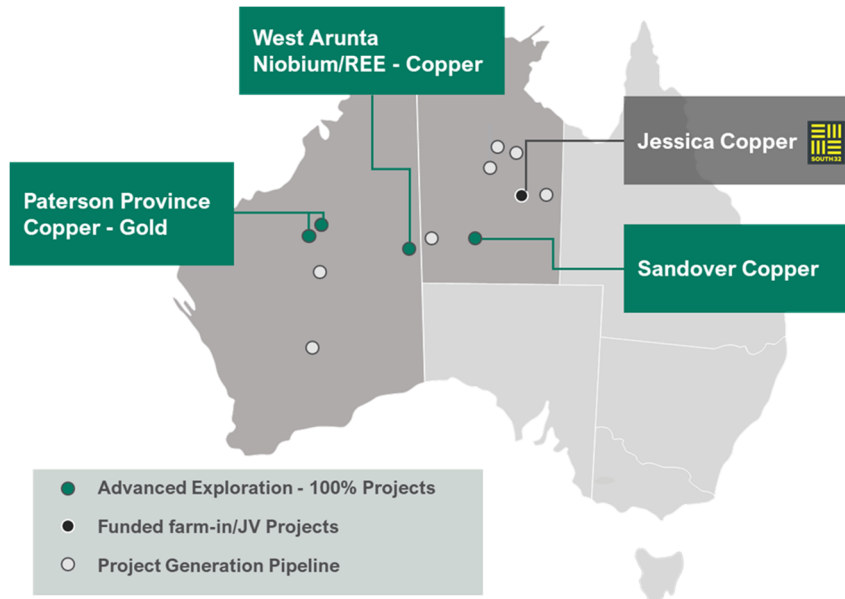 West Arunta
Niobium/REE - Copper
Jessica Copper
SOUTH32
Paterson Province
Copper - Gold
Sandover Copper
Advanced Exploration - 100% Projects
Funded farm-in/JV Projects
Project Generation Pipeline